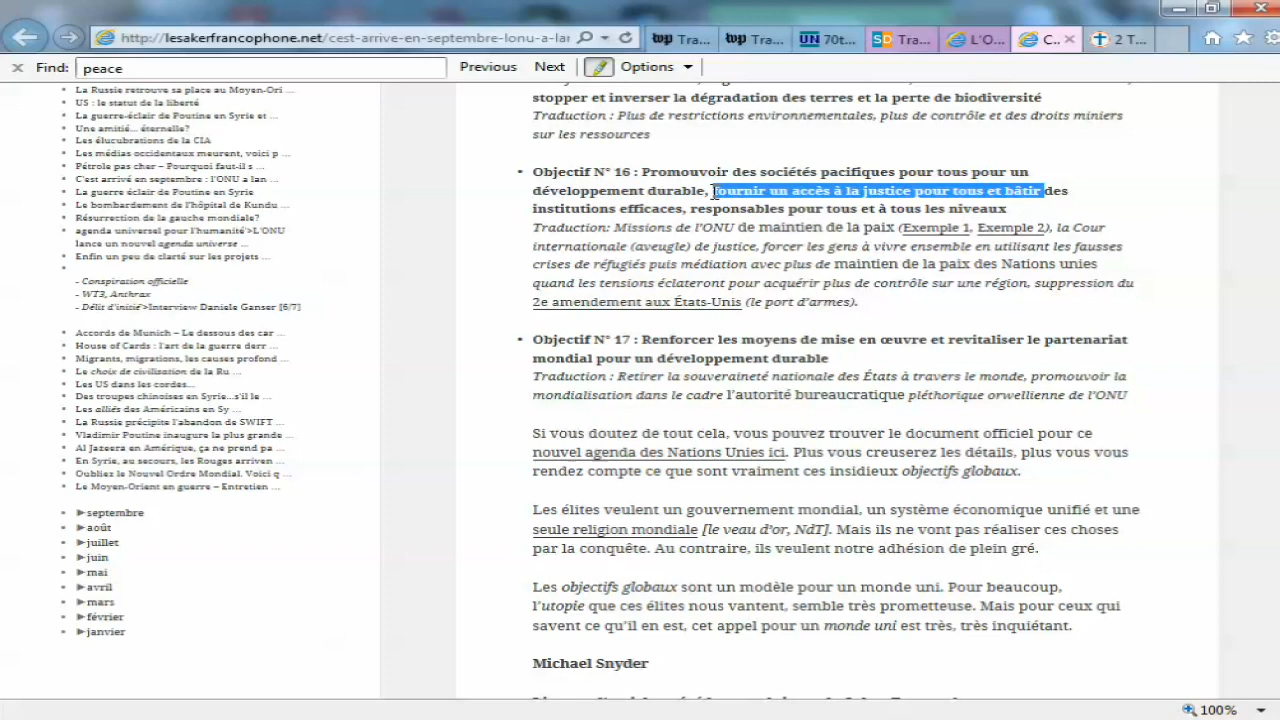 http://lesakerfrancophone.net/cest-arrive-en-septembre-lonu-a-lar
Tra...
Tra...
UN 70t...
SD Tra...
L'O...
C...
2 T...
Find: peace
Previous Next Options
La Russie retrouve sa place au Moyen-Ori ...
US : le statut de la liberté
La guerre-éclair de Poutine en Syrie et ...
Une amitié... éternelle?
Les élucubrations de la CIA
Les médias occidentaux meurent, voici p ...
Pétrole pas cher – Pourquoi faut-il s ...
C'est arrivé en septembre : l'ONU a lan ...
La guerre éclair de Poutine en Syrie
Le bombardement de l'hôpital de Kundu ...
Résurrection de la gauche mondiale?
agenda universel pour l'humanité'>L'ONU
lance un nouvel agenda universe ...
Enfin un peu de clarté sur les projets ...
- Conspiration officielle
- WT3, Anthrax
- Délit d'initié'>Interview Daniele Ganser [6/7]
Accords de Munich – Le dessous des car ...
House of Cards : l'art de la guerre derr ...
Migrants, migrations, les causes profond ...
Le choix de civilisation de la Ru ...
Les US dans les cordes...
Des troupes chinoises en Syrie...s'il le ...
Les alliés des Américains en Sy ...
La Russie précipite l'abandon de SWIFT ...
Vladimir Poutine inaugure la plus grande ...
Al Jazeera en Amérique, ça ne prend pa ...
En Syrie, au secours, les Rouges arriven ...
Oubliez le Nouvel Ordre Mondial. Voici q ...
Le Moyen-Orient en guerre – Entretien ...
►septembre
►août
►juillet
►juin
►mai
►avril
►mars
►février
►janvier
stopper et inverser la dégradation des terres et la perte de biodiversité
Traduction : Plus de restrictions environnementales, plus de contrôle et des droits miniers
sur les ressources
Objectif N° 16 : Promouvoir des sociétés pacifiques pour tous pour un
développement durable, fournir un accès à la justice pour tous et bâtir des
institutions efficaces, responsables pour tous et à tous les niveaux
Traduction: Missions de l'ONU de maintien de la paix (Exemple 1, Exemple 2), la Cour
internationale (aveugle) de justice, forcer les gens à vivre ensemble en utilisant les fausses
crises de réfugiés puis médiation avec plus de maintien de la paix des Nations unies
quand les tensions éclateront pour acquérir plus de contrôle sur une région, suppression du
2e amendement aux États-Unis (le port d'armes).
Objectif N° 17 : Renforcer les moyens de mise en œuvre et revitaliser le partenariat
mondial pour un développement durable
Traduction : Retirer la souveraineté nationale des États à travers le monde, promouvoir la
mondialisation dans le cadre l'autorité bureaucratique pléthorique orwellienne de l'ONU
Si vous doutez de tout cela, vous pouvez trouver le document officiel pour ce
nouvel agenda des Nations Unies ici. Plus vous creuserez les détails, plus vous vous
rendez compte ce que sont vraiment ces insidieux objectifs globaux.
Les élites veulent un gouvernement mondial, un système économique unifié et une
seule religion mondiale [le veau d'or, NdT]. Mais ils ne vont pas réaliser ces choses
par la conquête. Au contraire, ils veulent notre adhésion de plein gré.
Les objectifs globaux sont un modèle pour un monde uni. Pour beaucoup,
l'utopie que ces élites nous vantent, semble très prometteuse. Mais pour ceux qui
savent ce qu'il en est, cet appel pour un monde uni est très, très inquiétant.
Michael Snyder
100%